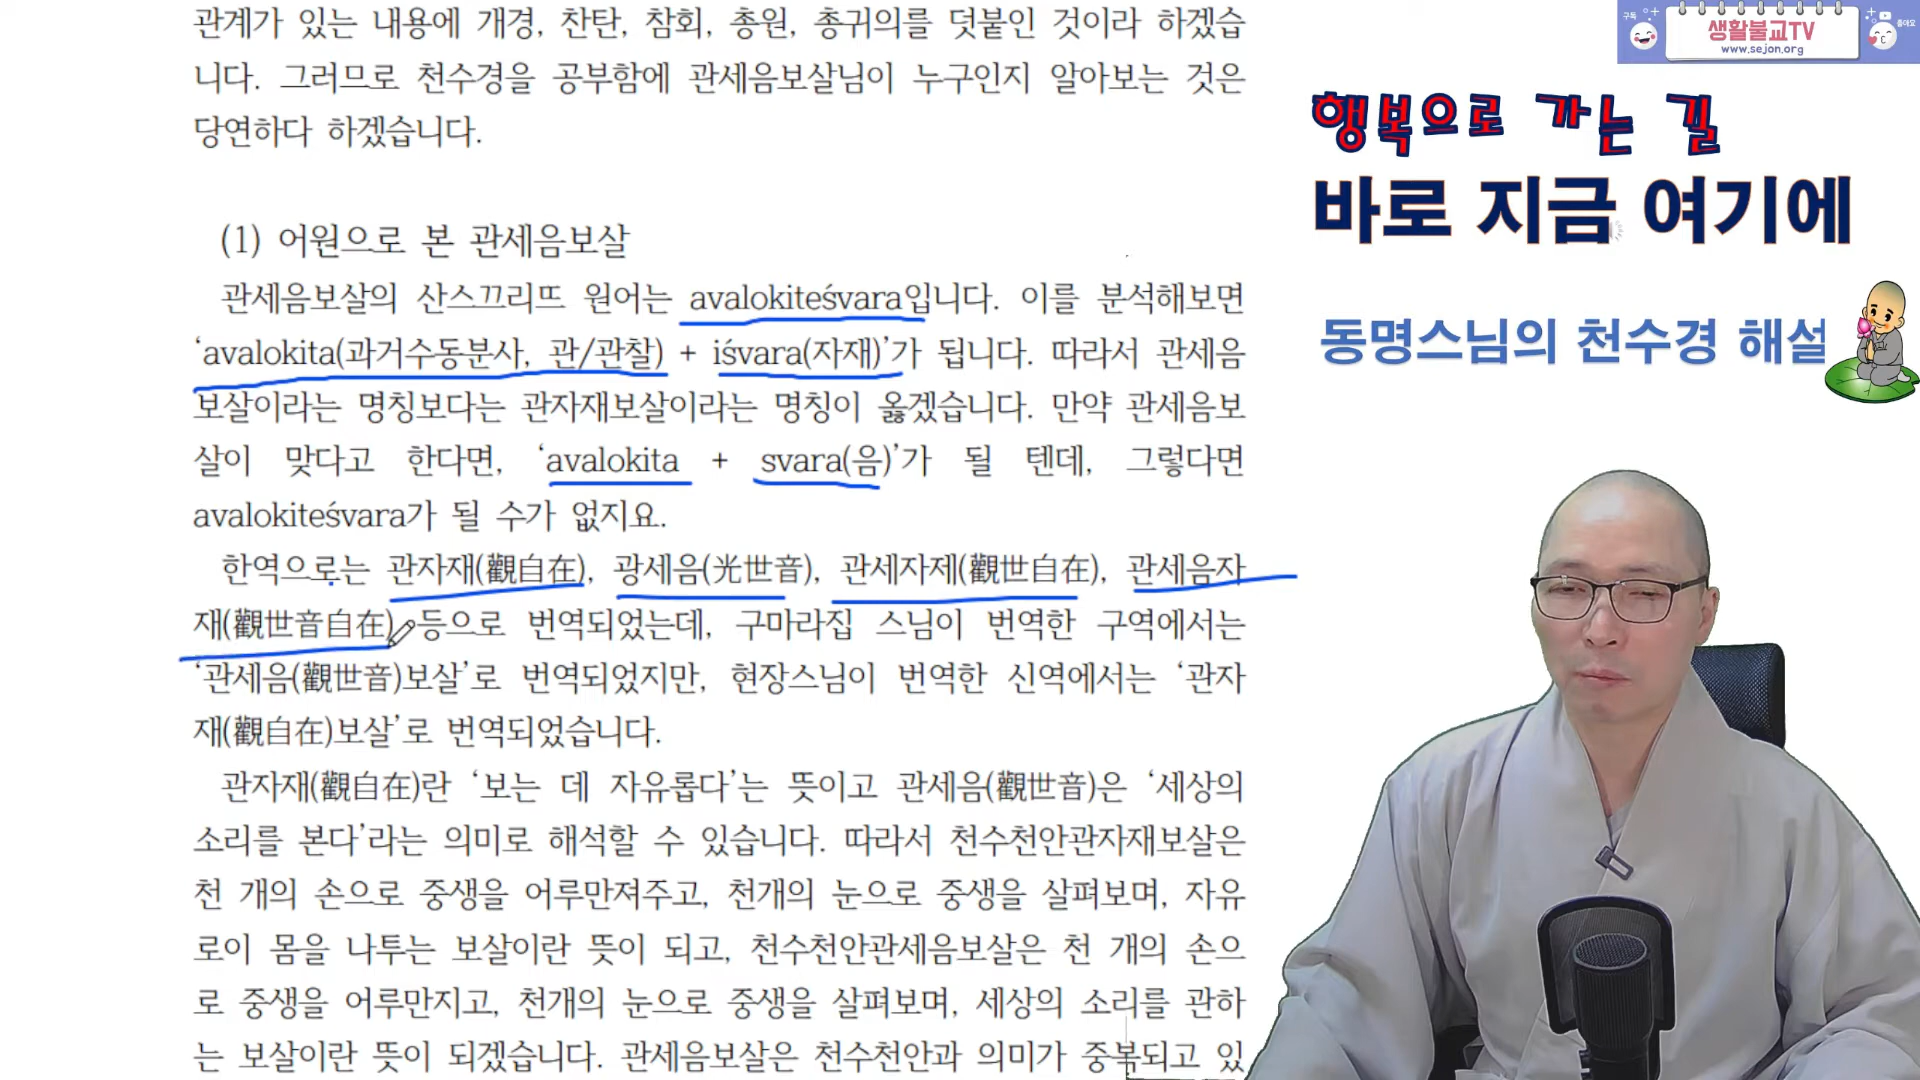 관계가 있는 내용에 개경, 찬탄, 참회, 총원, 총귀의를 덧붙인 것이라 하겠습
니다. 그러므로 천수경을 공부함에 관세음보살님이 누구인지 알아보는 것은
당연하다 하겠습니다.
(1) 어원으로 본 관세음보살
관세음보살의 산스끄리뜨 원어는 avalokiteśvara입니다. 이를 분석해보면
‘avalokita(과거수동분사, 관/관찰) + iśvara(자재)’가 됩니다. 따라서 관세음
보살이라는 명칭보다는 관자재보살이라는 명칭이 옳겠습니다. 만약 관세음보
살이 맞다고 한다면, ‘avalokita + svara(음)’가 될 텐데, 그렇다면
avalokiteśvara가 될 수가 없지요.
한역으로는 관자재(觀自在), 광세음(光世音), 관세자제(觀世自在), 관세음자
재(觀世音自在) 등으로 번역되었는데, 구마라집 스님이 번역한 구역에서는
‘관세음(觀世音)보살’로 번역되었지만, 현장스님이 번역한 신역에서는 ‘관자
재(觀自在)보살’로 번역되었습니다.
관자재(觀自在)란 ‘보는 데 자유롭다’는 뜻이고 관세음(觀世音)은 ‘세상의
소리를 본다’라는 의미로 해석할 수 있습니다. 따라서 천수천안관자재보살은
천 개의 손으로 중생을 어루만져주고, 천개의 눈으로 중생을 살펴보며, 자유
로이 몸을 나투는 보살이란 뜻이 되고, 천수천안관세음보살은 천 개의 손으
로 중생을 어루만지고, 천개의 눈으로 중생을 살펴보며, 세상의 소리를 관하
는 보살이란 뜻이 되겠습니다. 관세음보살은 천수천안과 의미가 중복되고 있
구독
생활불교TV
www.sejon.org
좋아요
행복으로 가는 길
바로 지금 여기에
동명스님의 천수경 해설